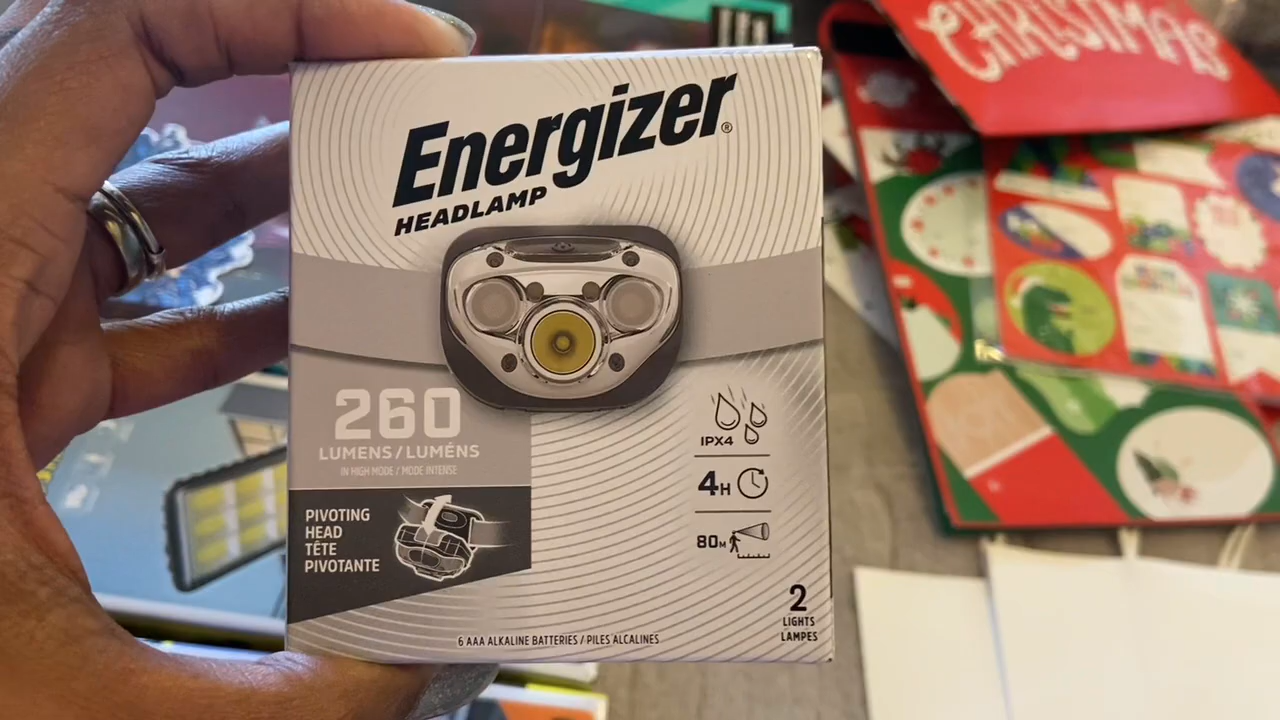 CHRISTMAS
Energizer®
HEADLAMP
260
LUMENS/LUMÉNS
IN HIGH MODE / MODE INTENSE
PIVOTING
HEAD
TÊTE
PIVOTANTE
IPX4
4H
80M
2
LIGHTS
LAMPES
6 AAA ALKALINE BATTERIES / PILES ALCALINES